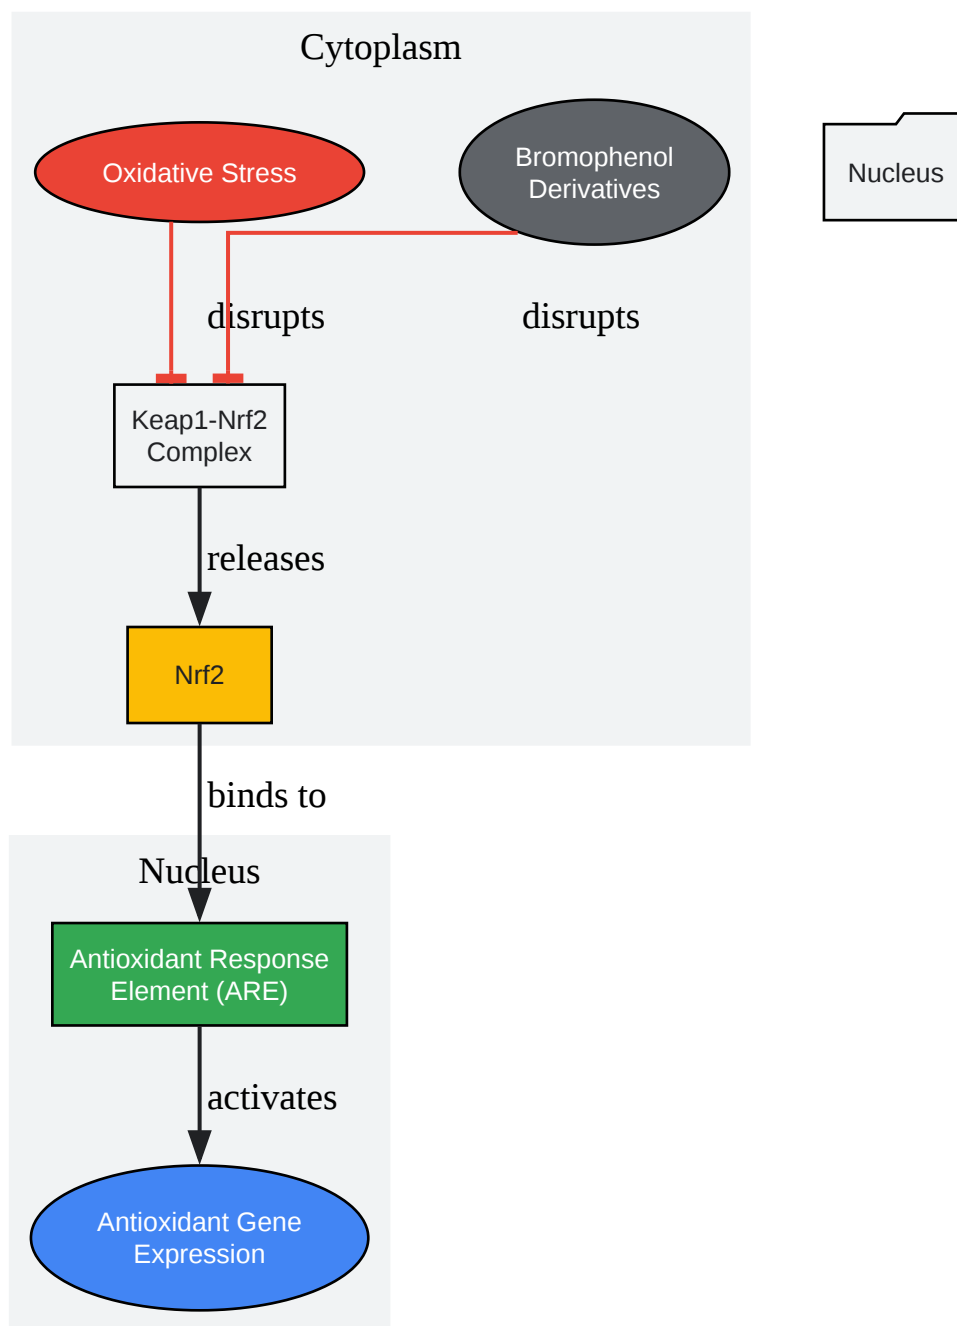 Cytoplasm
Oxidative Stress
Bromophenol
Derivatives
Nucleus
disrupts
disrupts
Keap1-Nrf2
Complex
releases
Nrf2
binds to
Nucleus
Antioxidant Response
Element (ARE)
activates
Antioxidant Gene
Expression